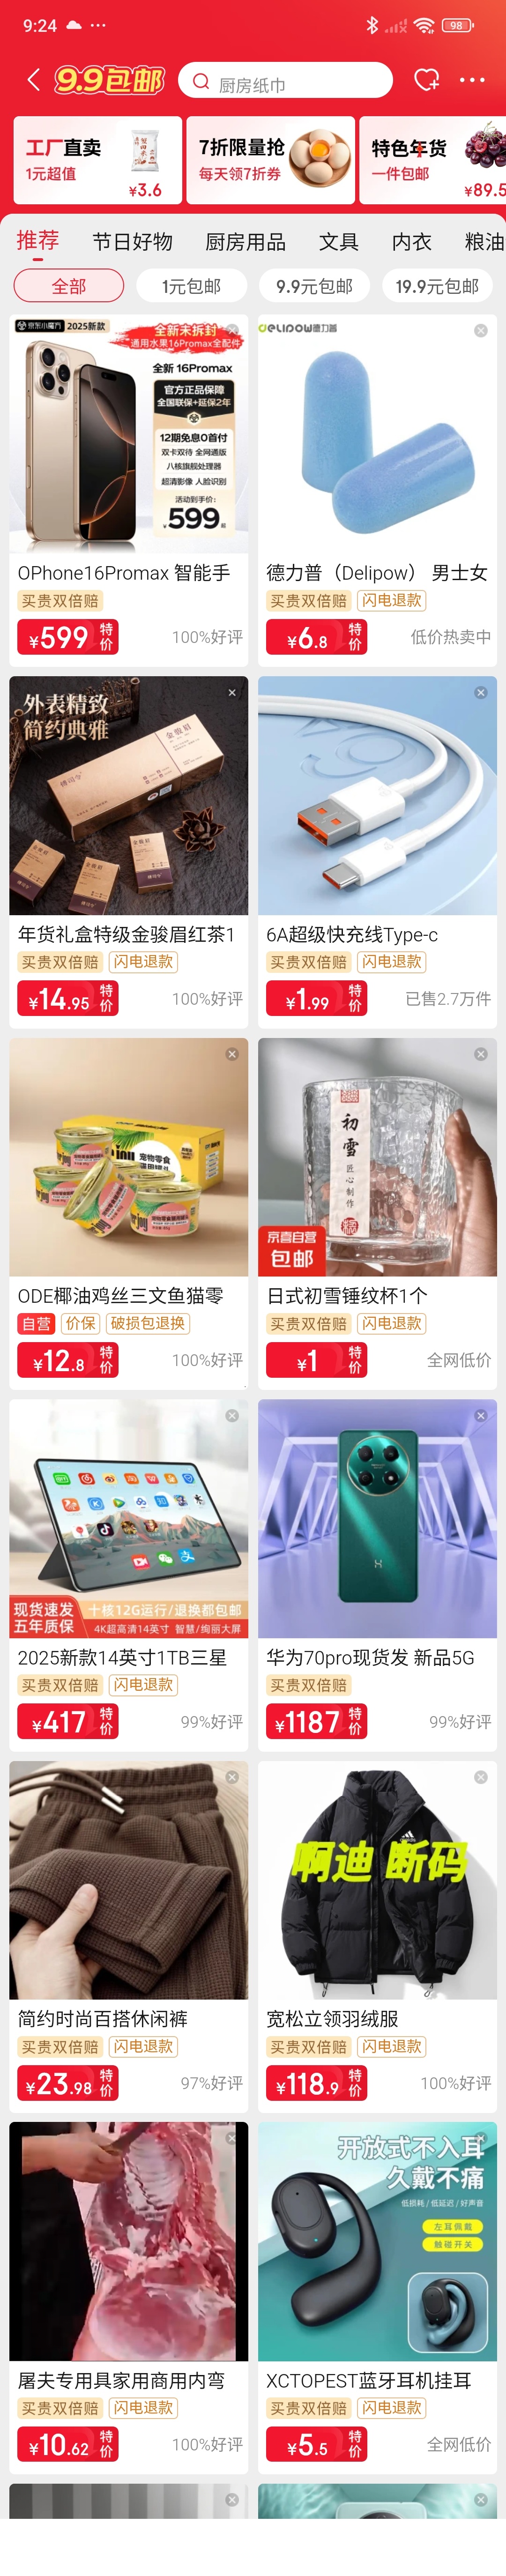 9:24
98
9.9包邮
厨房纸巾
工厂直卖
1元超值
¥3.6
7折限量抢
每天领7折券
特色年货
一件包邮
¥89.5
推荐
节日好物
厨房用品
文具
内衣
粮油
全部
1元包邮
9.9元包邮
19.9元包邮
京东小魔方
2025新款
全新未拆封
通用水果16Promax全配件
全新 16Promax
官方正品保障
全国联保+延保2年
12期免息0首付
双卡双待 全网通版
八核旗舰处理器
超清影像 人脸识别
活动到手价:
¥599起
OPhone16Promax 智能手
买贵双倍赔
¥599
特价
100%好评
DELIPOW德力普
德力普（Delipow） 男士女
买贵双倍赔
闪电退款
¥6.8
特价
低价热卖中
外表精致
简约典雅
金骏眉
年货礼盒特级金骏眉红茶1
买贵双倍赔
闪电退款
¥14.95
特价
100%好评
6A超级快充线Type-c
买贵双倍赔
闪电退款
¥1.99
特价
已售2.7万件
宠物零食
ODE椰油鸡丝三文鱼猫零
自营
价保
破损包退换
¥12.8
特价
100%好评
初雪
匠心制作
京喜自营
包邮
日式初雪锤纹杯1个
买贵双倍赔
闪电退款
¥1
特价
全网低价
现货速发
五年质保
十核12G运行/退换都包邮
4K超高清14英寸 智慧/绚丽大屏
2025新款14英寸1TB三星
买贵双倍赔
闪电退款
¥417
特价
99%好评
华为70pro现货发 新品5G
买贵双倍赔
¥1187
特价
99%好评
简约时尚百搭休闲裤
买贵双倍赔
闪电退款
¥23.98
特价
97%好评
啊迪 断码
宽松立领羽绒服
买贵双倍赔
闪电退款
¥118.9
特价
100%好评
屠夫专用具家用商用内弯
买贵双倍赔
闪电退款
¥10.62
特价
100%好评
开放式不入耳
久戴不痛
低损耗 / 低延迟 / 好声音
左耳佩戴
触碰开关
XCTOPEST蓝牙耳机挂耳
买贵双倍赔
闪电退款
¥5.5
特价
全网低价